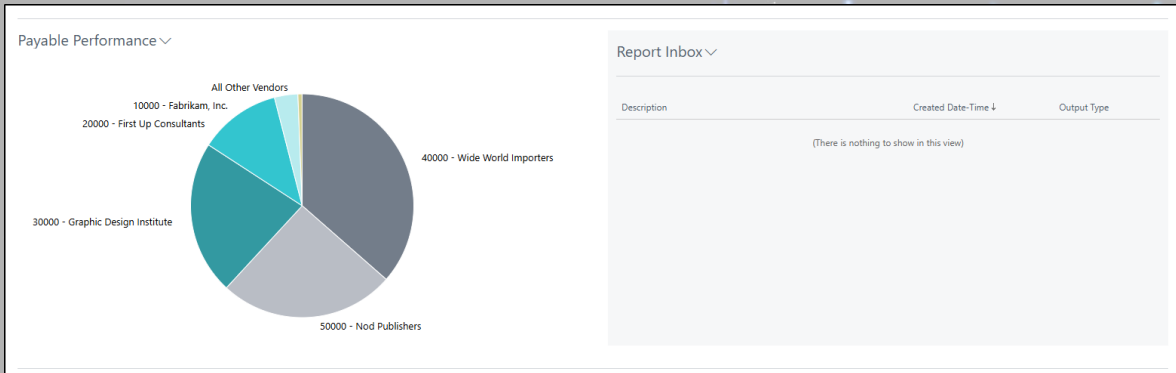 Payable Performance
All Other Vendors
10000 - Fabrikam, Inc.
20000 - First Up Consultants
40000 - Wide World Importers
30000 - Graphic Design Institute
50000 - Nod Publishers
Report Inbox
Description Created Date-Time ↓ Output Type
(There is nothing to show in this view)